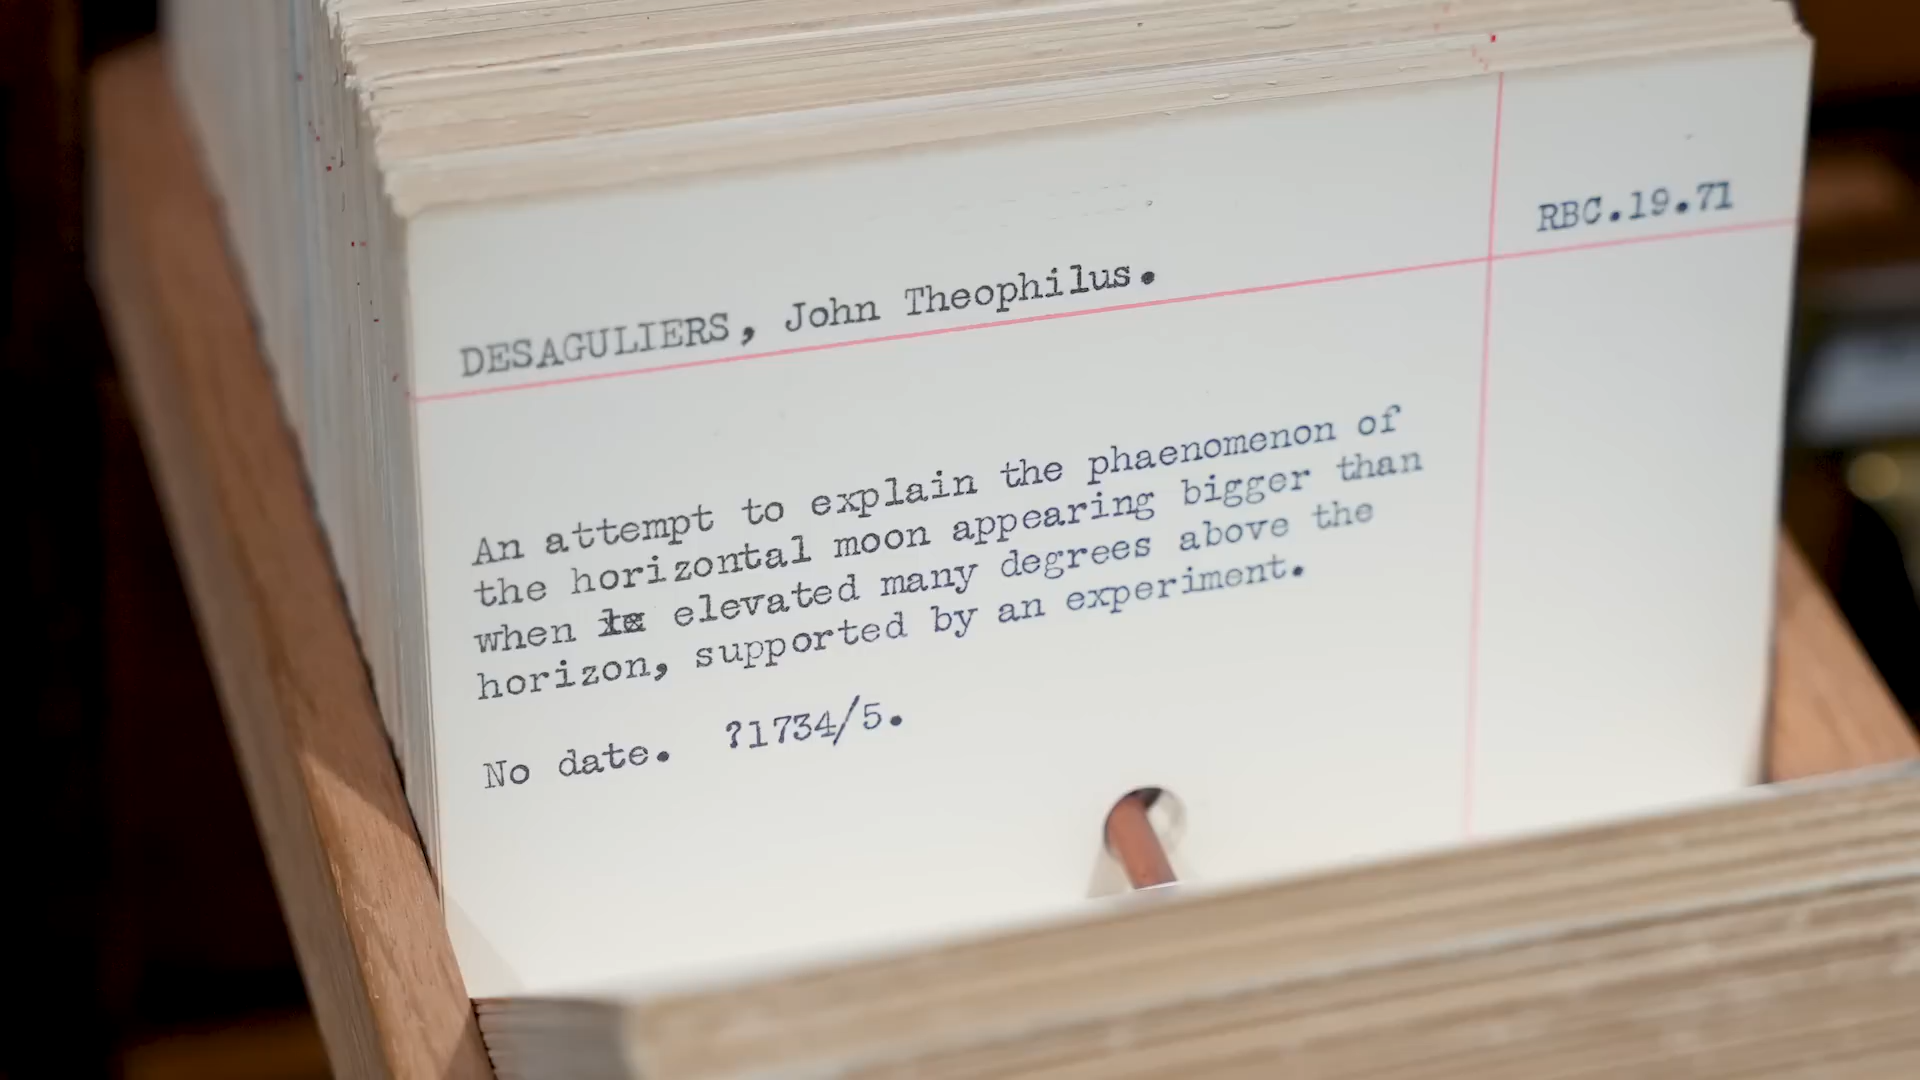 RBC.19.71
DESAGULIERS, John Theophilus.
An attempt to explain the phaenomenon of
the horizontal moon appearing bigger than
when elevated many degrees above the
horizon, supported by an experiment.
No date. ?1734/5.